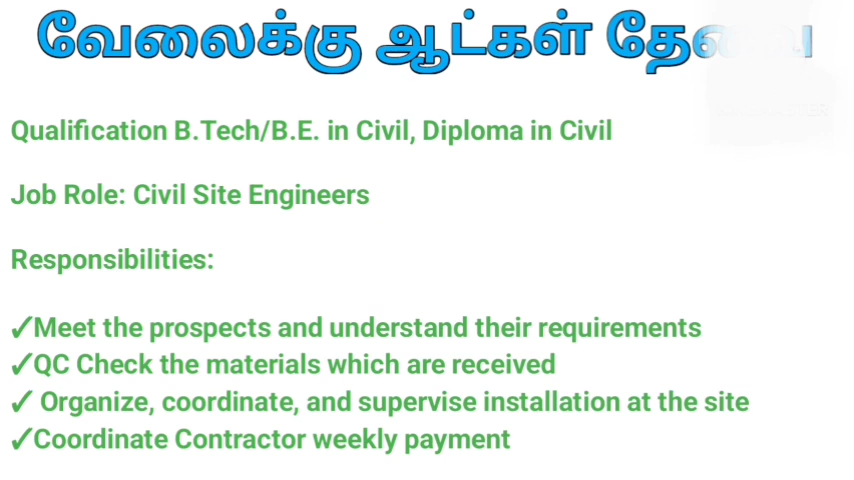 வேலைக்கு ஆட்கள் தேவை
Qualification B.Tech/B.E. in Civil, Diploma in Civil
Job Role: Civil Site Engineers
Responsibilities:
✓Meet the prospects and understand their requirements
✓QC Check the materials which are received
✓ Organize, coordinate, and supervise installation at the site
✓Coordinate Contractor weekly payment